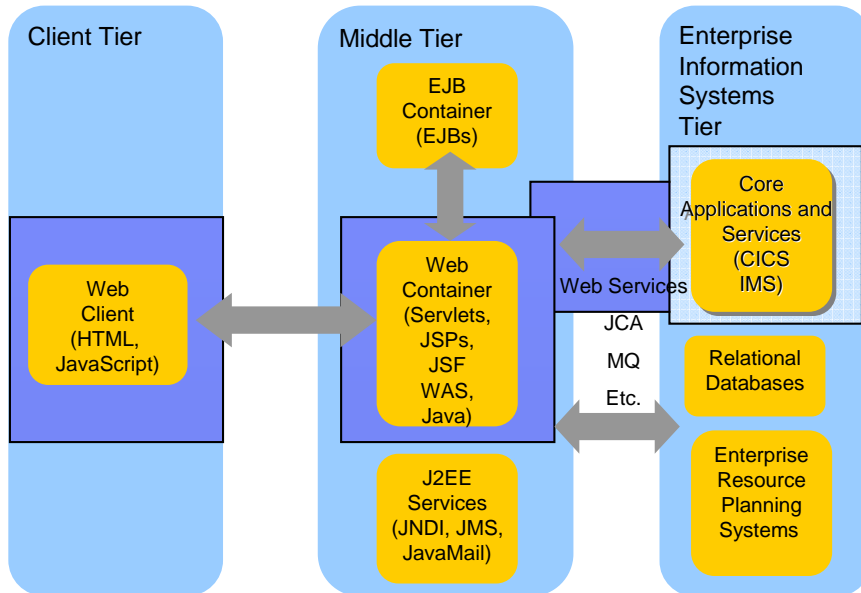 Client Tier
Middle Tier
Enterprise
Information
Systems
Tier
EJB
Container
(EJBs)
Core
Applications and
Services
(CICS
IMS)
Web
Client
(HTML,
JavaScript)
Web
Container
(Servlets,
JSPs,
JSF
WAS,
Java)
Web Services
JCA
MQ
Etc.
Relational
Databases
J2EE
Services
(JNDI, JMS,
JavaMail)
Enterprise
Resource
Planning
Systems